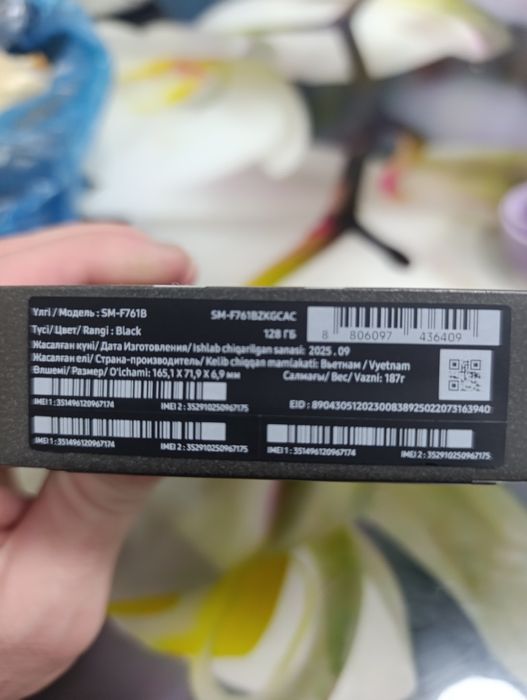 Үлгі / Модель : SM-F761B
SM-F761BZKGCAC
Түсі/ Цвет/ Rangi : Black
128 ГБ
8 806097 436409
Жасалған күні/ Дата Изготовления/ Ishlab chiqarilgan sanasi: 2025 . 09
Жасалған елі/ Страна-производитель/ Kelib chiqqan mamlakati: Вьетнам / Vyetnam
Өлшемі/ Размер/ O'lchami: 165,1 X 71,9 X 6,9 мм
Салмағы/ Вес/ Vazni: 187г
IMEI 1 : 351496120967174
IMEI 2 : 352910250967175
EID : 89043051202300838925022073163940
IMEI 1 : 351496120967174
IMEI 2 : 352910250967175
IMEI 1 : 351496120967174
IMEI 2 : 352910250967175